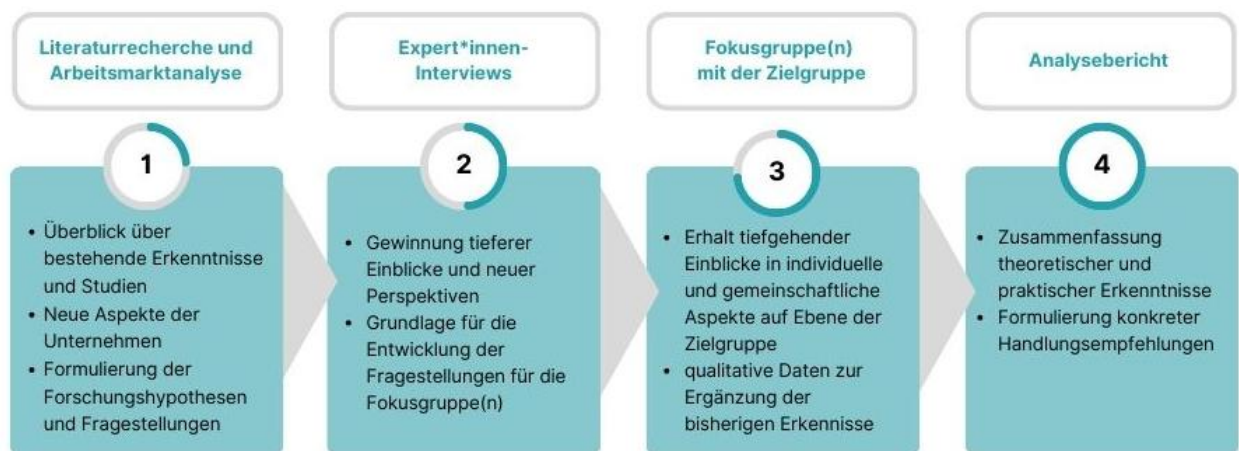 Literaturrecherche und
Arbeitsmarktanalyse
1
• Überblick über
bestehende Erkenntnisse
und Studien
• Neue Aspekte der
Unternehmen
• Formulierung der
Forschungshypothesen
und Fragestellungen
Expert*innen-
Interviews
2
• Gewinnung tieferer
Einblicke und neuer
Perspektiven
• Grundlage für die
Entwicklung der
Fragestellungen für die
Fokusgruppe(n)
Fokusgruppe(n)
mit der Zielgruppe
3
• Erhalt tiefgehender
Einblicke in individuelle
und gemeinschaftliche
Aspekte auf Ebene der
Zielgruppe
• qualitative Daten zur
Ergänzung der
bisherigen Erkennisse
Analysebericht
4
• Zusammenfassung
theoretischer und
praktischer Erkenntnisse
• Formulierung konkreter
Handlungsempfehlungen